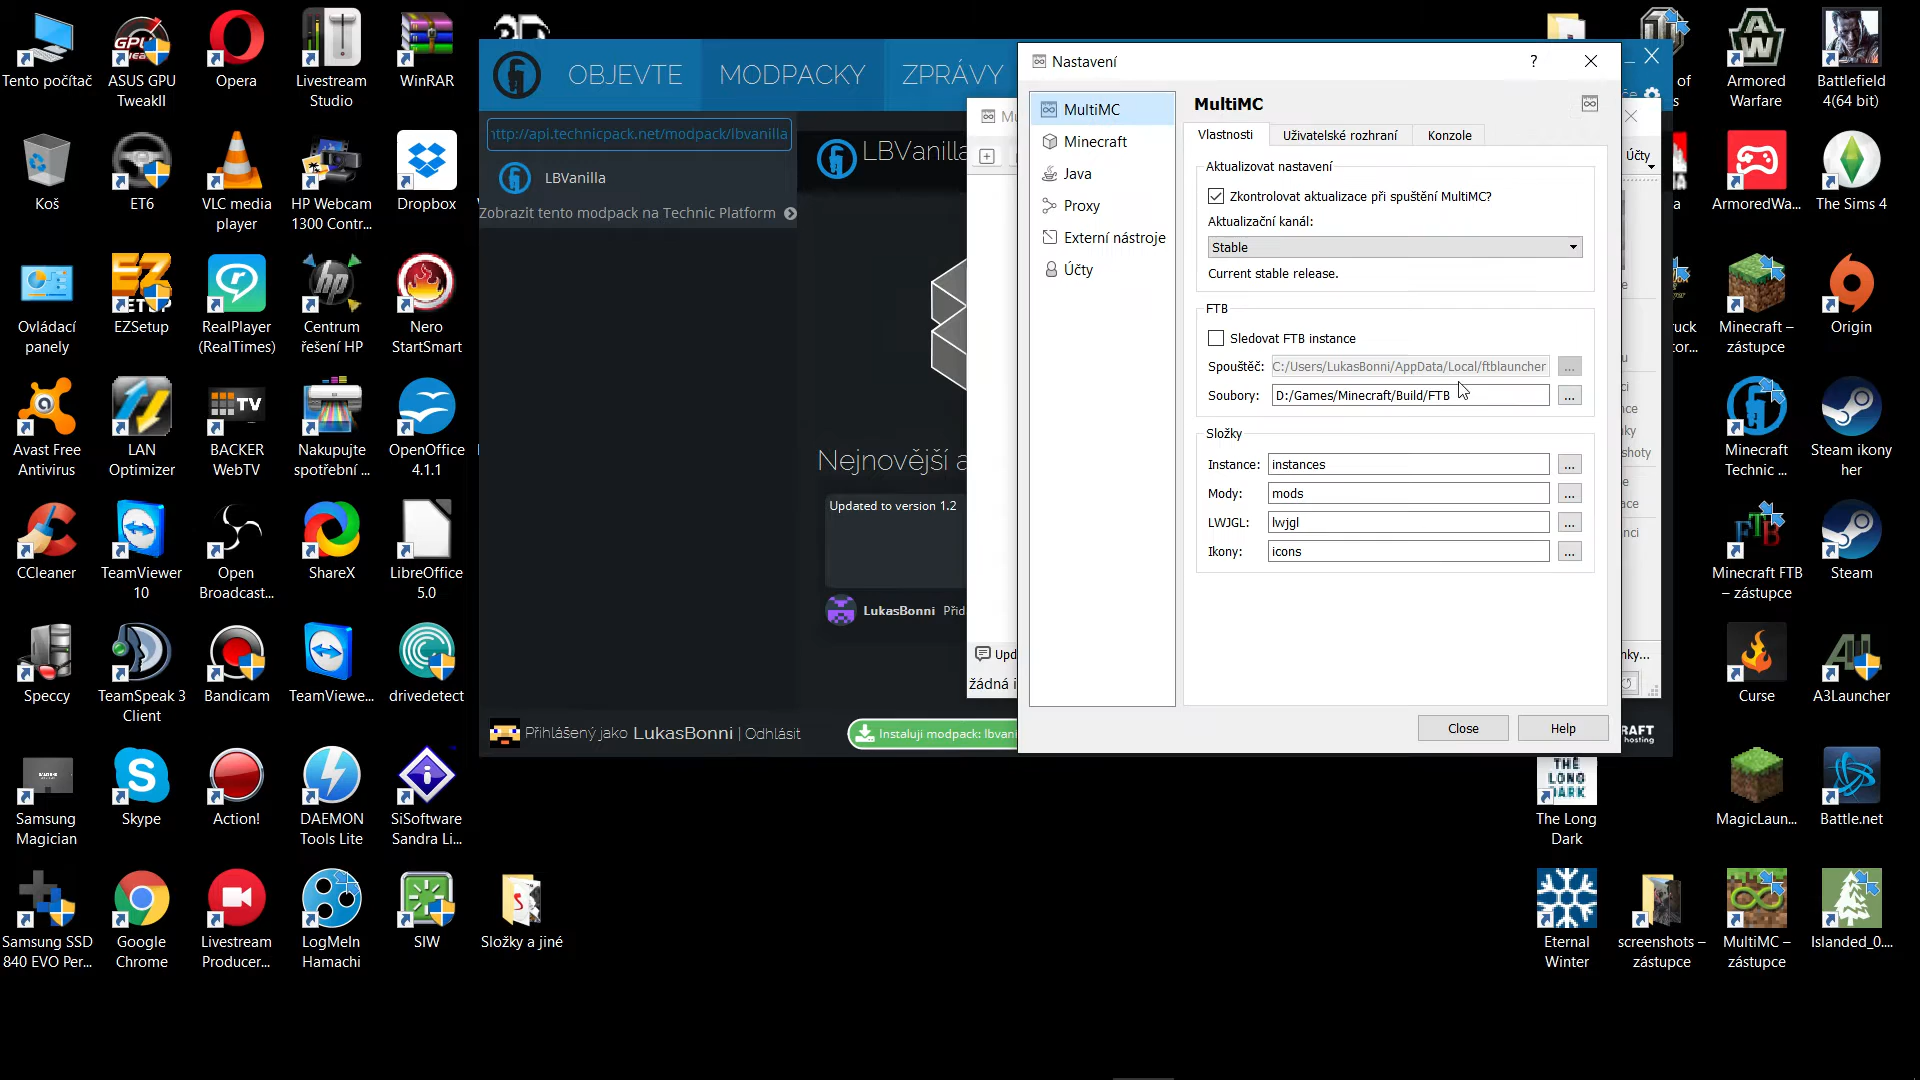 Tento počítač
ASUS GPU
TweakII
Opera
Livestream
Studio
WinRAR
Koš
ET6
VLC media
player
HP Webcam
1300 Contr...
Dropbox
Ovládací
panely
EZSetup
RealPlayer
(RealTimes)
Centrum
řešení HP
Nero
StartSmart
Avast Free
Antivirus
LAN
Optimizer
BACKER
WebTV
Nakupujte
spotřební ...
OpenOffice
4.1.1
CCleaner
TeamViewer
10
Open
Broadcast...
ShareX
LibreOffice
5.0
Speccy
TeamSpeak 3
Client
Bandicam
TeamViewe...
drivedetect
Samsung
Magician
Skype
Action!
DAEMON
Tools Lite
SiSoftware
Sandra Li...
Samsung SSD
840 EVO Per...
Google
Chrome
Livestream
Producer...
LogMeIn
Hamachi
SIW
Složky a jiné
OBJEVTE
MODPACKY
ZPRÁVY
http://api.technicpack.net/modpack/lbvanilla
LBVanilla
Zobrazit tento modpack na Technic Platform
LBVanilla
Nejnovější a
Updated to version 1.2
LukasBonni Přid
Přihlášený jako LukasBonni | Odhlásit
Instaluji modpack: lbvani
Upd
žádná i
Účty
Nastavení
?
MultiMC
Minecraft
Java
Proxy
Externí nástroje
Účty
MultiMC
Vlastnosti
Uživatelské rozhraní
Konzole
Aktualizovat nastavení
Zkontrolovat aktualizace při spuštění MultiMC?
Aktualizační kanál:
Stable
Current stable release.
FTB
Sledovat FTB instance
Spouštěč: C:/Users/LukasBonni/AppData/Local/ftblauncher ...
Soubory: D:/Games/Minecraft/Build/FTB ...
Složky
Instance: instances ...
Mody: mods ...
LWJGL: lwjgl ...
Ikony: icons ...
Close
Help
Armored
Warfare
Battlefield
4(64 bit)
ArmoredWa...
The Sims 4
Minecraft –
zástupce
Origin
Minecraft
Technic ...
Steam ikony
her
Minecraft FTB
– zástupce
Steam
Curse
A3Launcher
THE
LONG
DARK
The Long
Dark
MagicLaun...
Battle.net
Eternal
Winter
screenshots –
zástupce
MultiMC –
zástupce
Islanded_0....